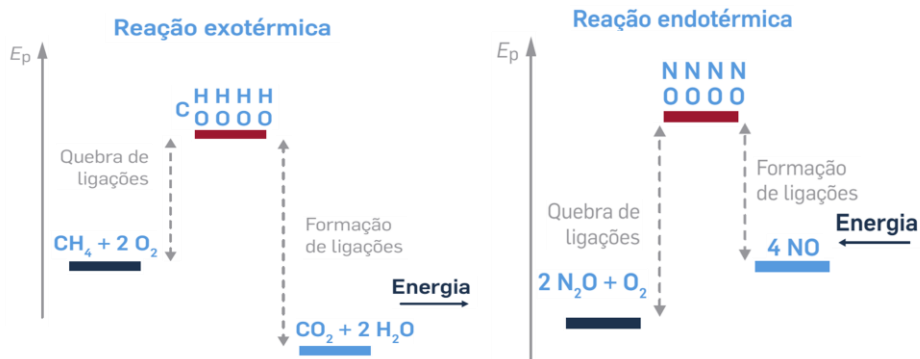 Reação exotérmica
Eₚ
H H H H
C O O O O
Quebra de
ligações
Formação
de ligações
CH₄ + 2 O₂
Energia
CO₂ + 2 H₂O
Reação endotérmica
Eₚ
N N N N
O O O O
Formação
de ligações
Quebra de
ligações
Energia
4 NO
2 N₂O + O₂